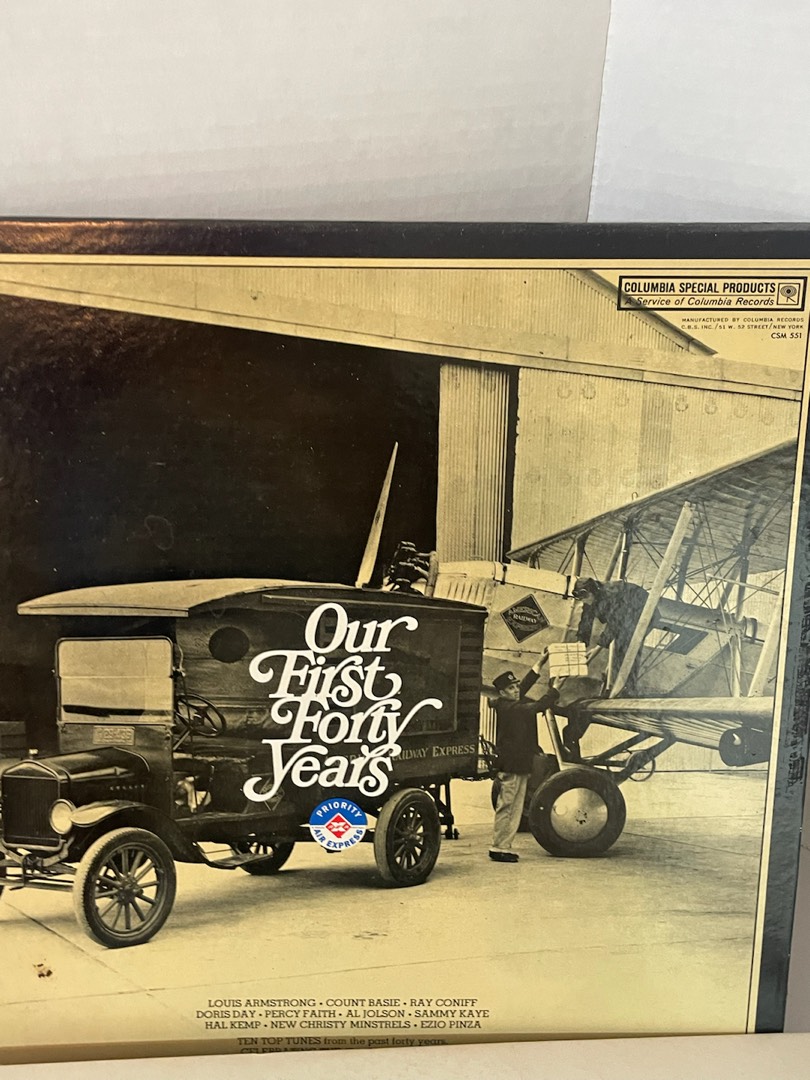 COLUMBIA SPECIAL PRODUCTS
A Service of Columbia Records
MANUFACTURED BY COLUMBIA RECORDS
C.B.S. INC./51 W. 52 STREET/NEW YORK
CSM 551
RAILWAY
Our
First
Forty
Years
RAILWAY EXPRESS
PRIORITY
AIR EXPRESS
LOUIS ARMSTRONG • COUNT BASIE • RAY CONIFF
DORIS DAY • PERCY FAITH • AL JOLSON • SAMMY KAYE
HAL KEMP • NEW CHRISTY MINSTRELS • EZIO PINZA
TEN TOP TUNES from the past forty years.